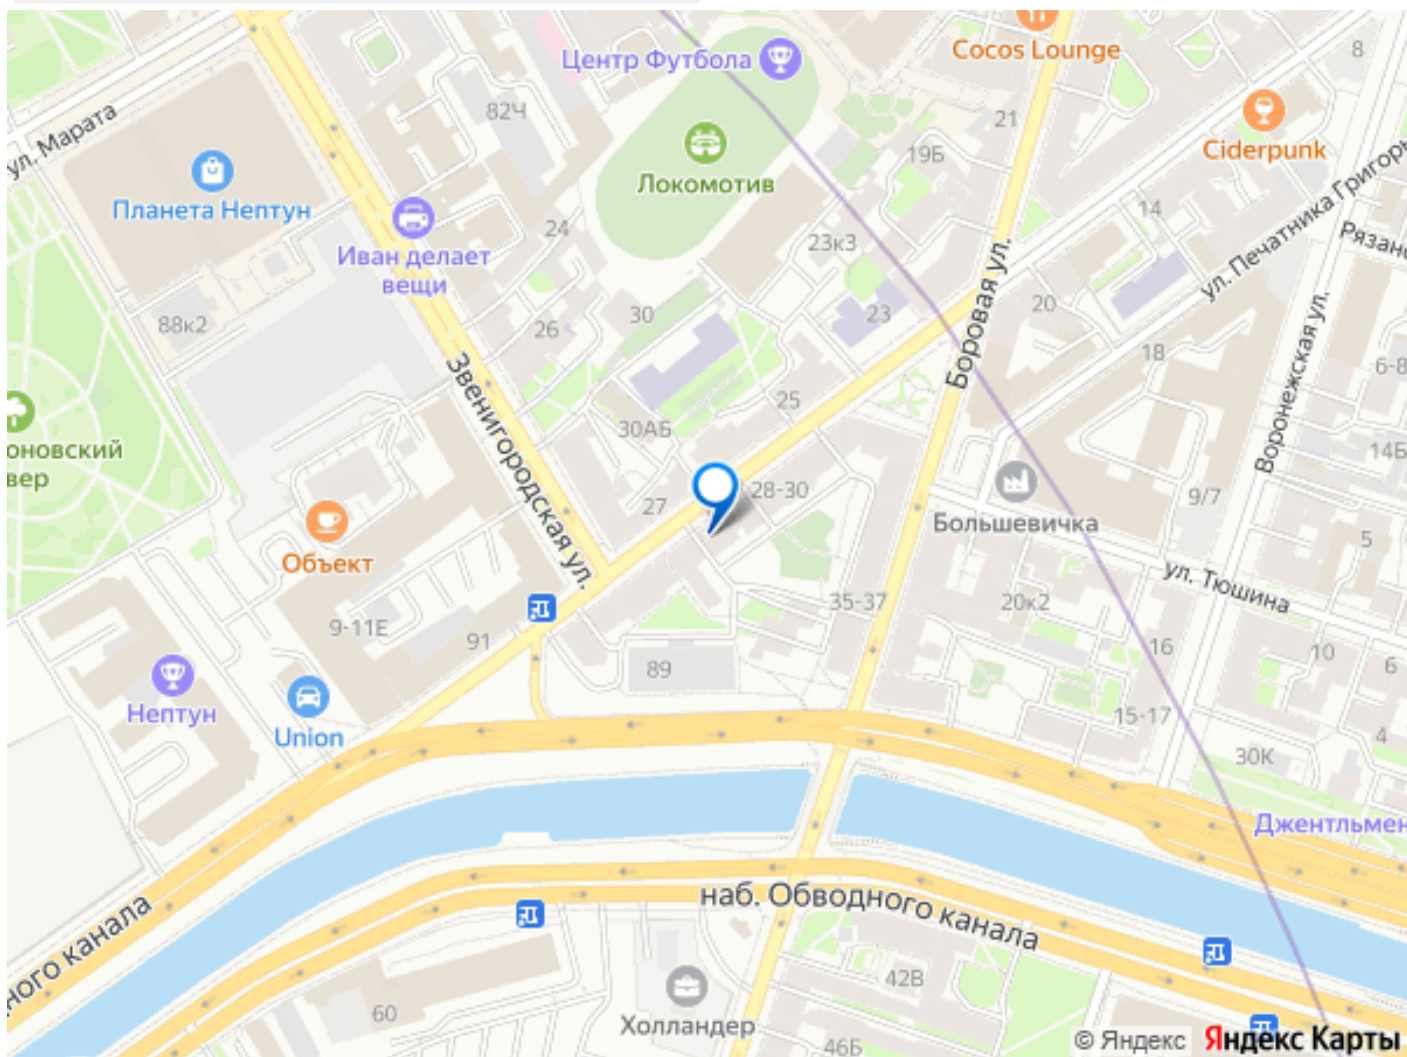 Центр Футбола
Cocos Lounge
8
82Ч
21
Ciderpunk
ул. Марата
19Б
Локомотив
Планета Нептун
14
ул. Печатника Григорь
24
23к3
Рязано
Иван делает
вещи
88к2
26
30
23
20
Боровая ул.
18
Воронежская ул.
6-8
Звенигородская ул.
оновский
вер
25
30АБ
14Б
27
28-30
9/7
Большевичка
5
Объект
ул. Тюшина
9-11Е
91
35-37
20к2
16
10
6
89
Нептун
Union
15-17
4
30К
Джентльмен
наб. Обводного канала
ного канала
42В
60
Холландер
46Б
© Яндекс Яндекс Карты